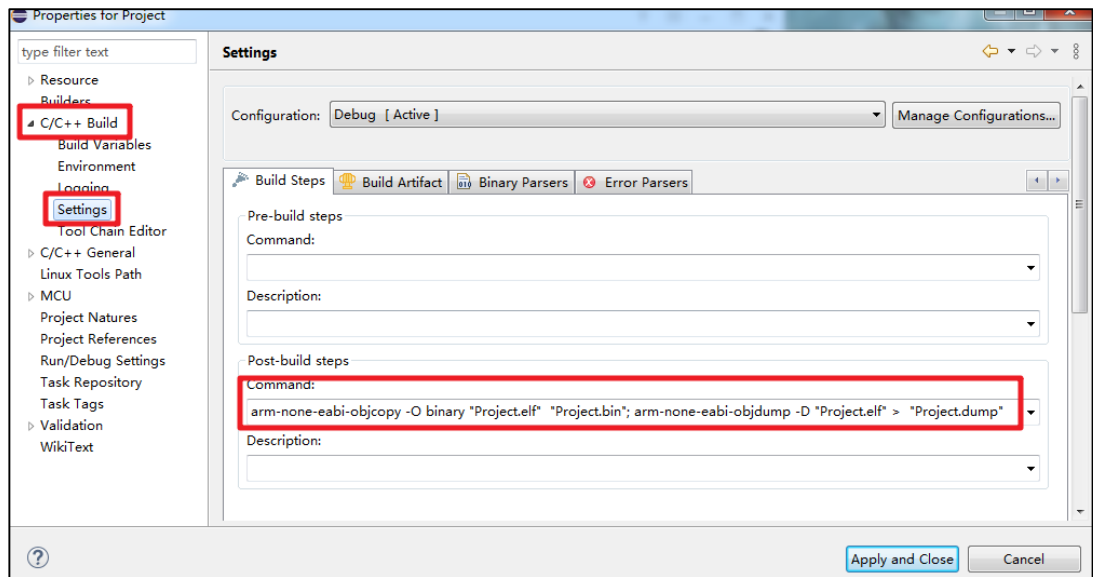 Properties for Project
type filter text
Resource
Builders
C/C++ Build
Build Variables
Environment
Logging
Settings
Tool Chain Editor
C/C++ General
Linux Tools Path
MCU
Project Natures
Project References
Run/Debug Settings
Task Repository
Task Tags
Validation
WikiText
Settings
Configuration: Debug [ Active ] Manage Configurations...
Build Steps Build Artifact Binary Parsers Error Parsers
Pre-build steps
Command:
Description:
Post-build steps
Command:
arm-none-eabi-objcopy -O binary "Project.elf"  "Project.bin"; arm-none-eabi-objdump -D "Project.elf" >  "Project.dump"
Description:
Apply and Close Cancel